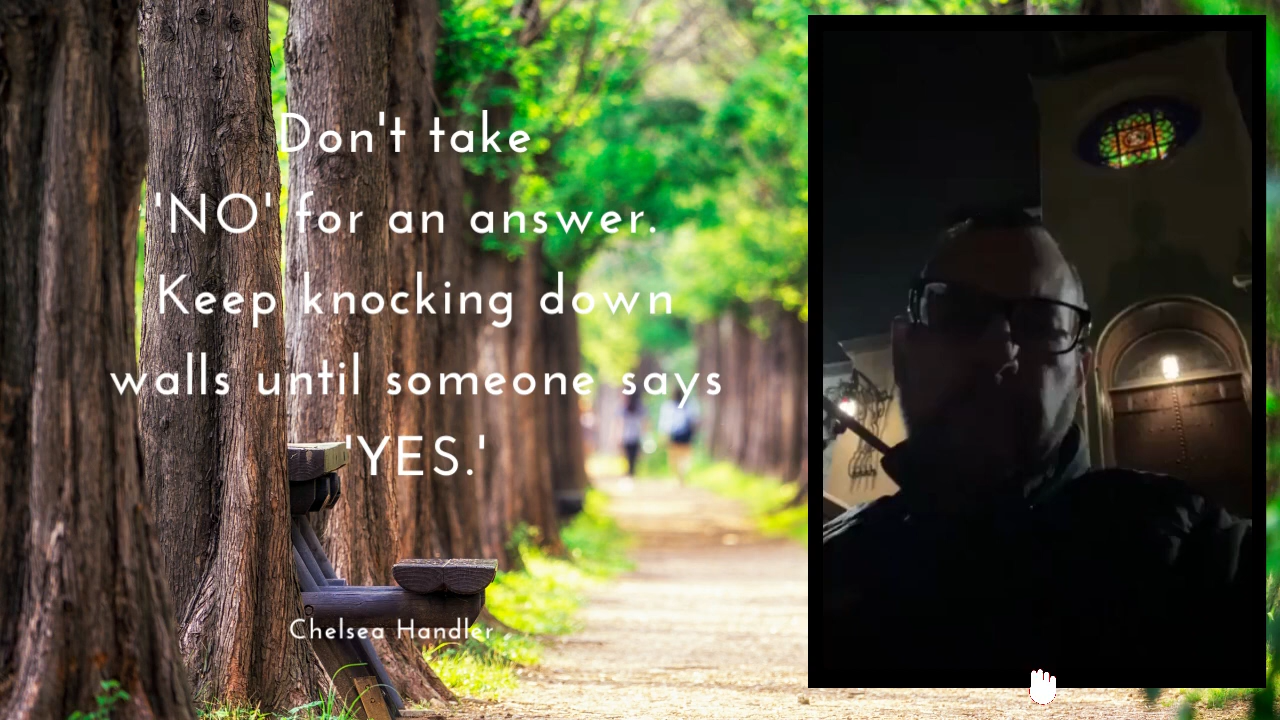 Don't take
'NO' for an answer.
Keep knocking down
walls until someone says
'YES.'
Chelsea Handler